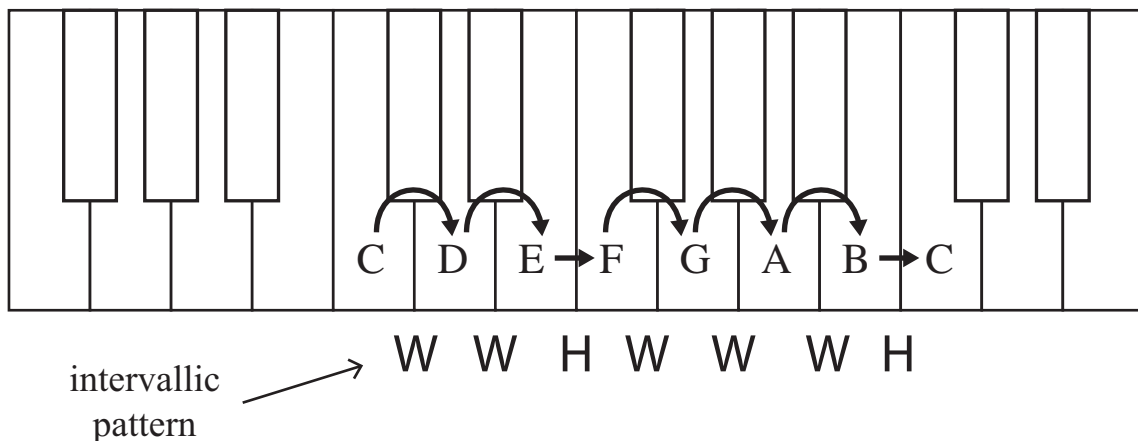 C D E F G A B C
W W H W W W H
intervallic
pattern